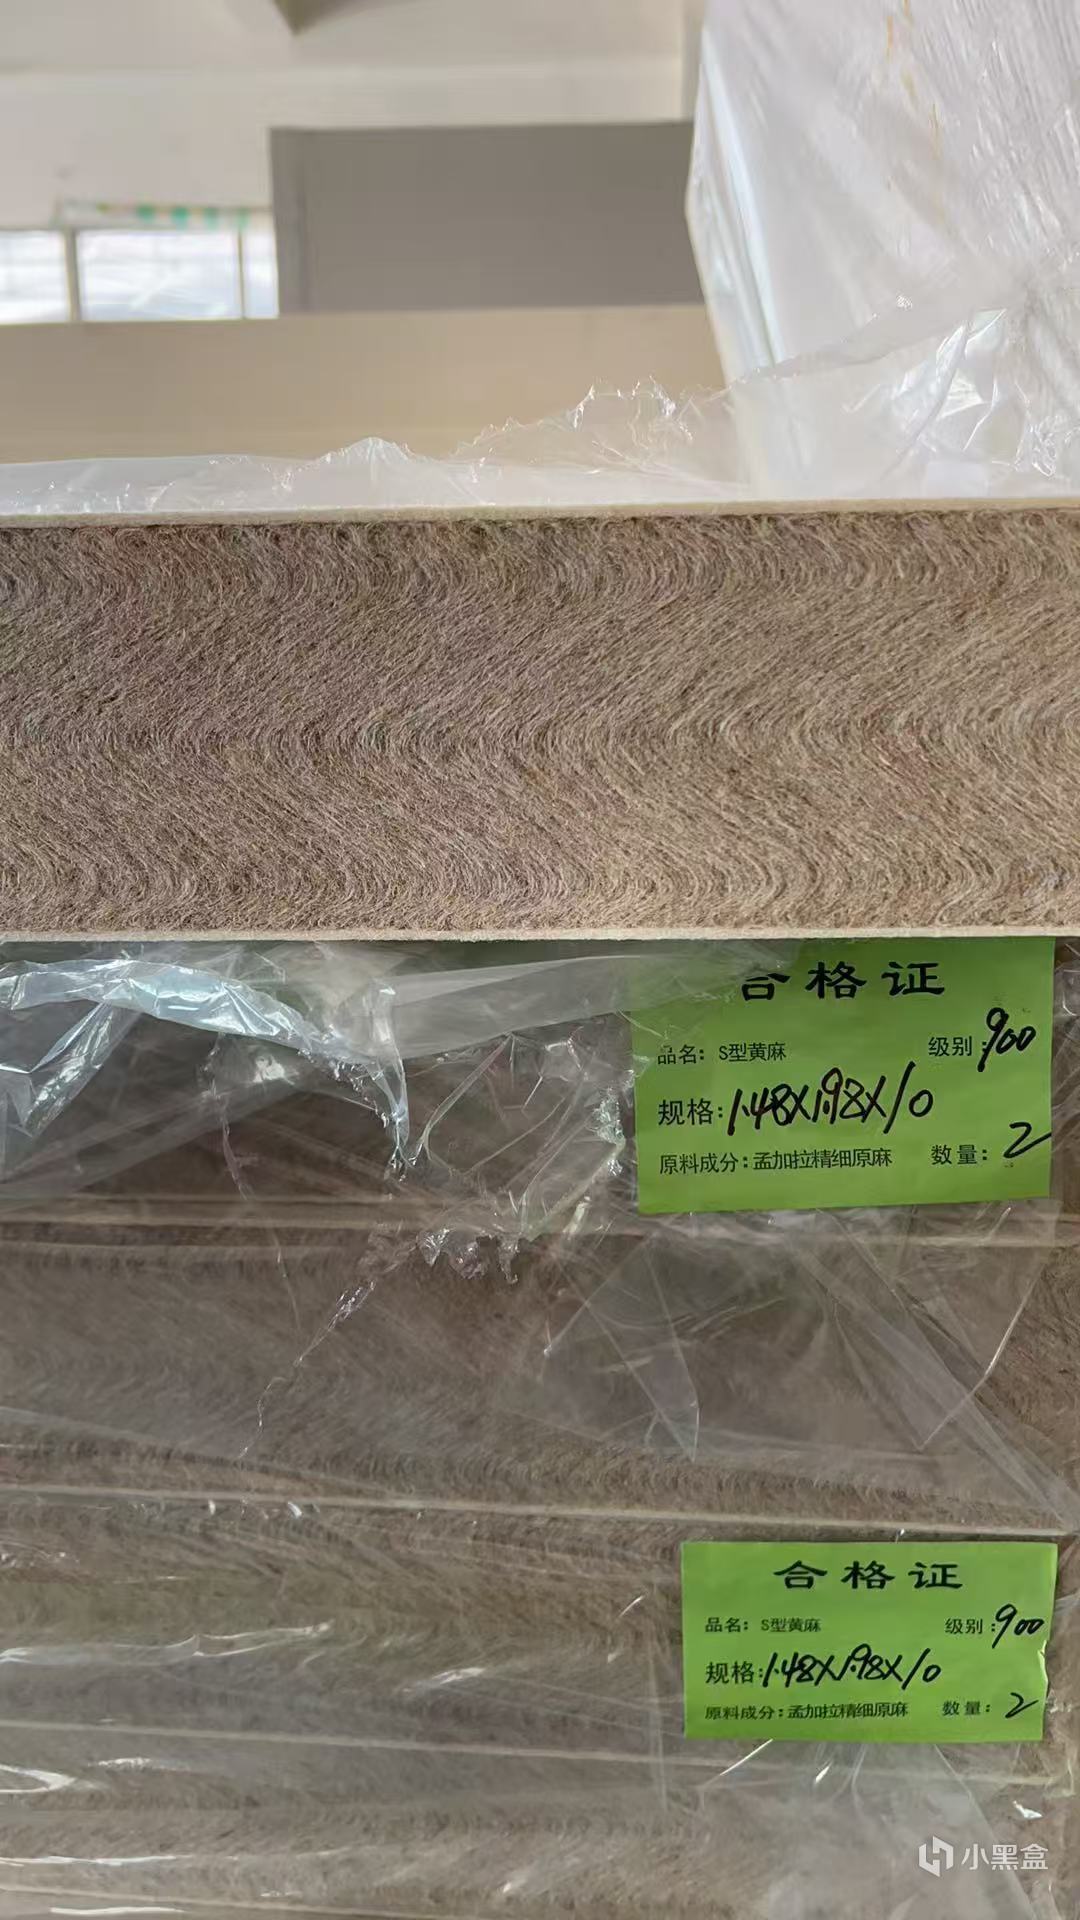 合格证
品名：S型黄麻 级别：900
规格：1.48X1.98X10
原料成分：孟加拉精细原麻 数量：2
合格证
品名：S型黄麻 级别：900
规格：1.48X1.98X10
原料成分：孟加拉精细原麻 数量：2
小黑盒